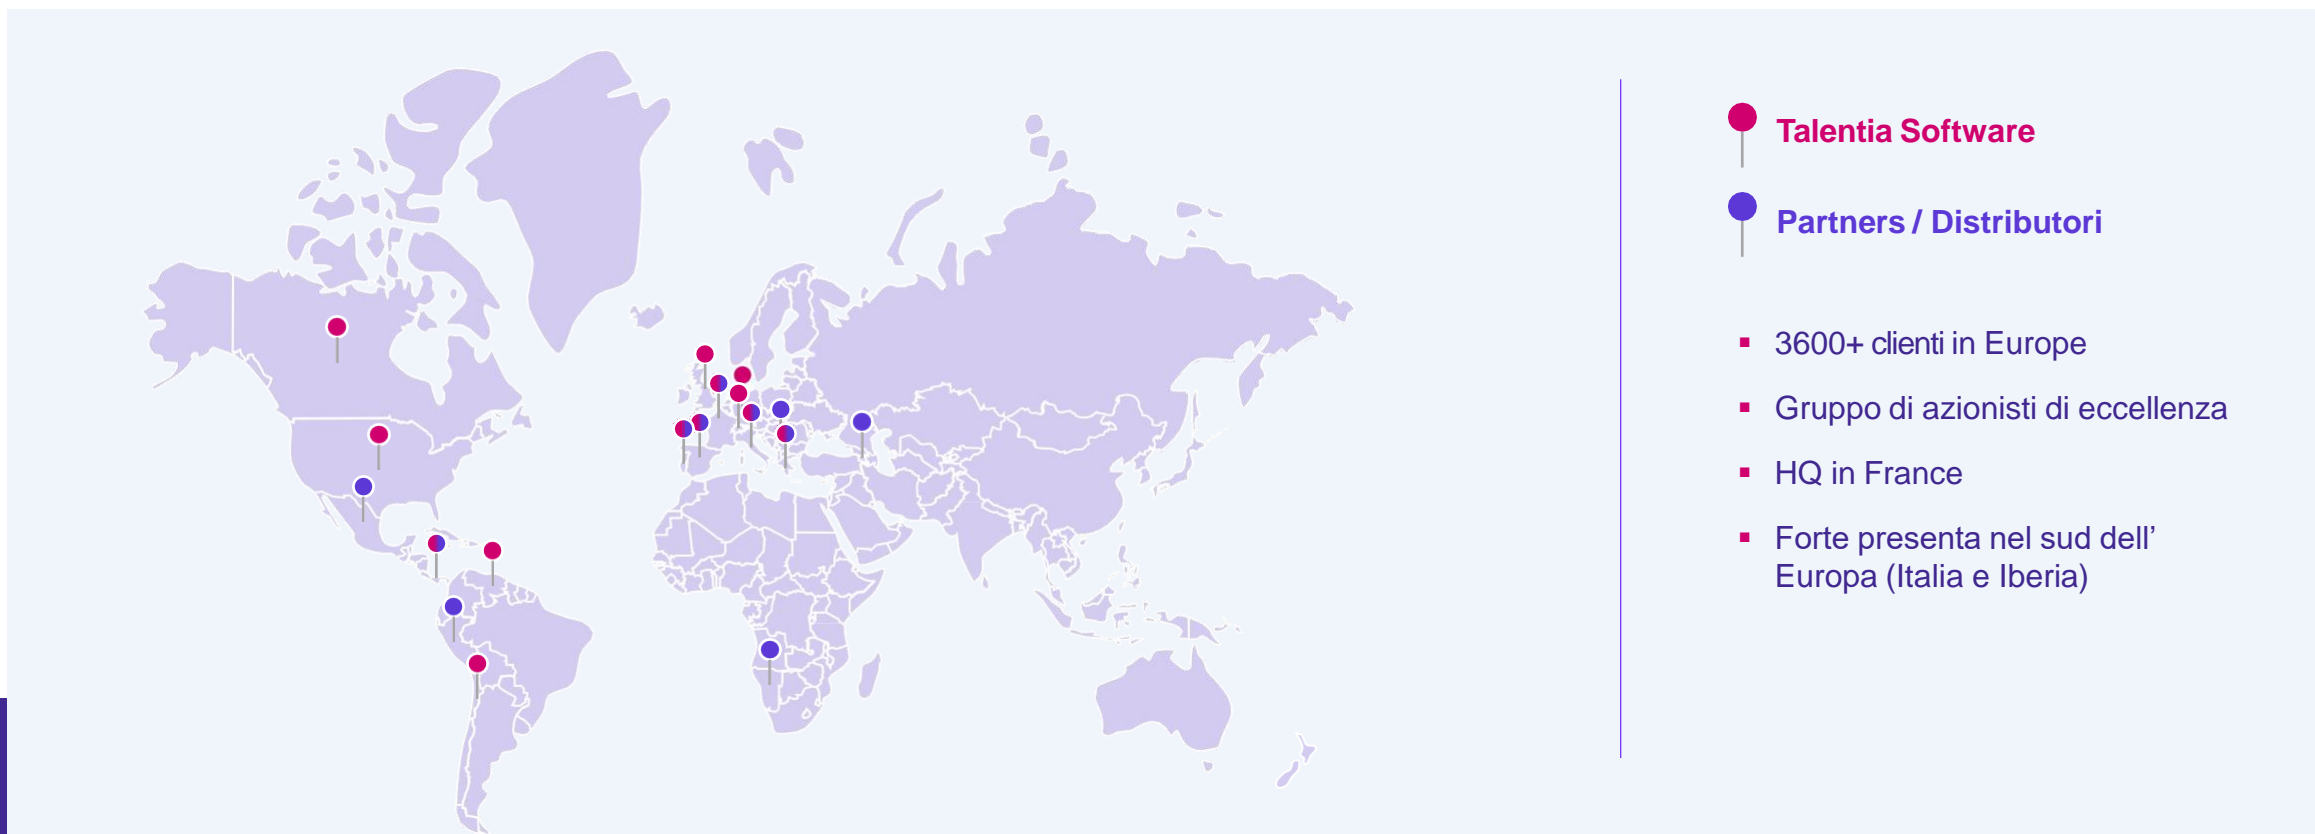 Talentia Software
Partners / Distributori
▪ 3600+ clienti in Europe
▪ Gruppo di azionisti di eccellenza
▪ HQ in France
▪ Forte presenta nel sud dell’
Europa (Italia e Iberia)